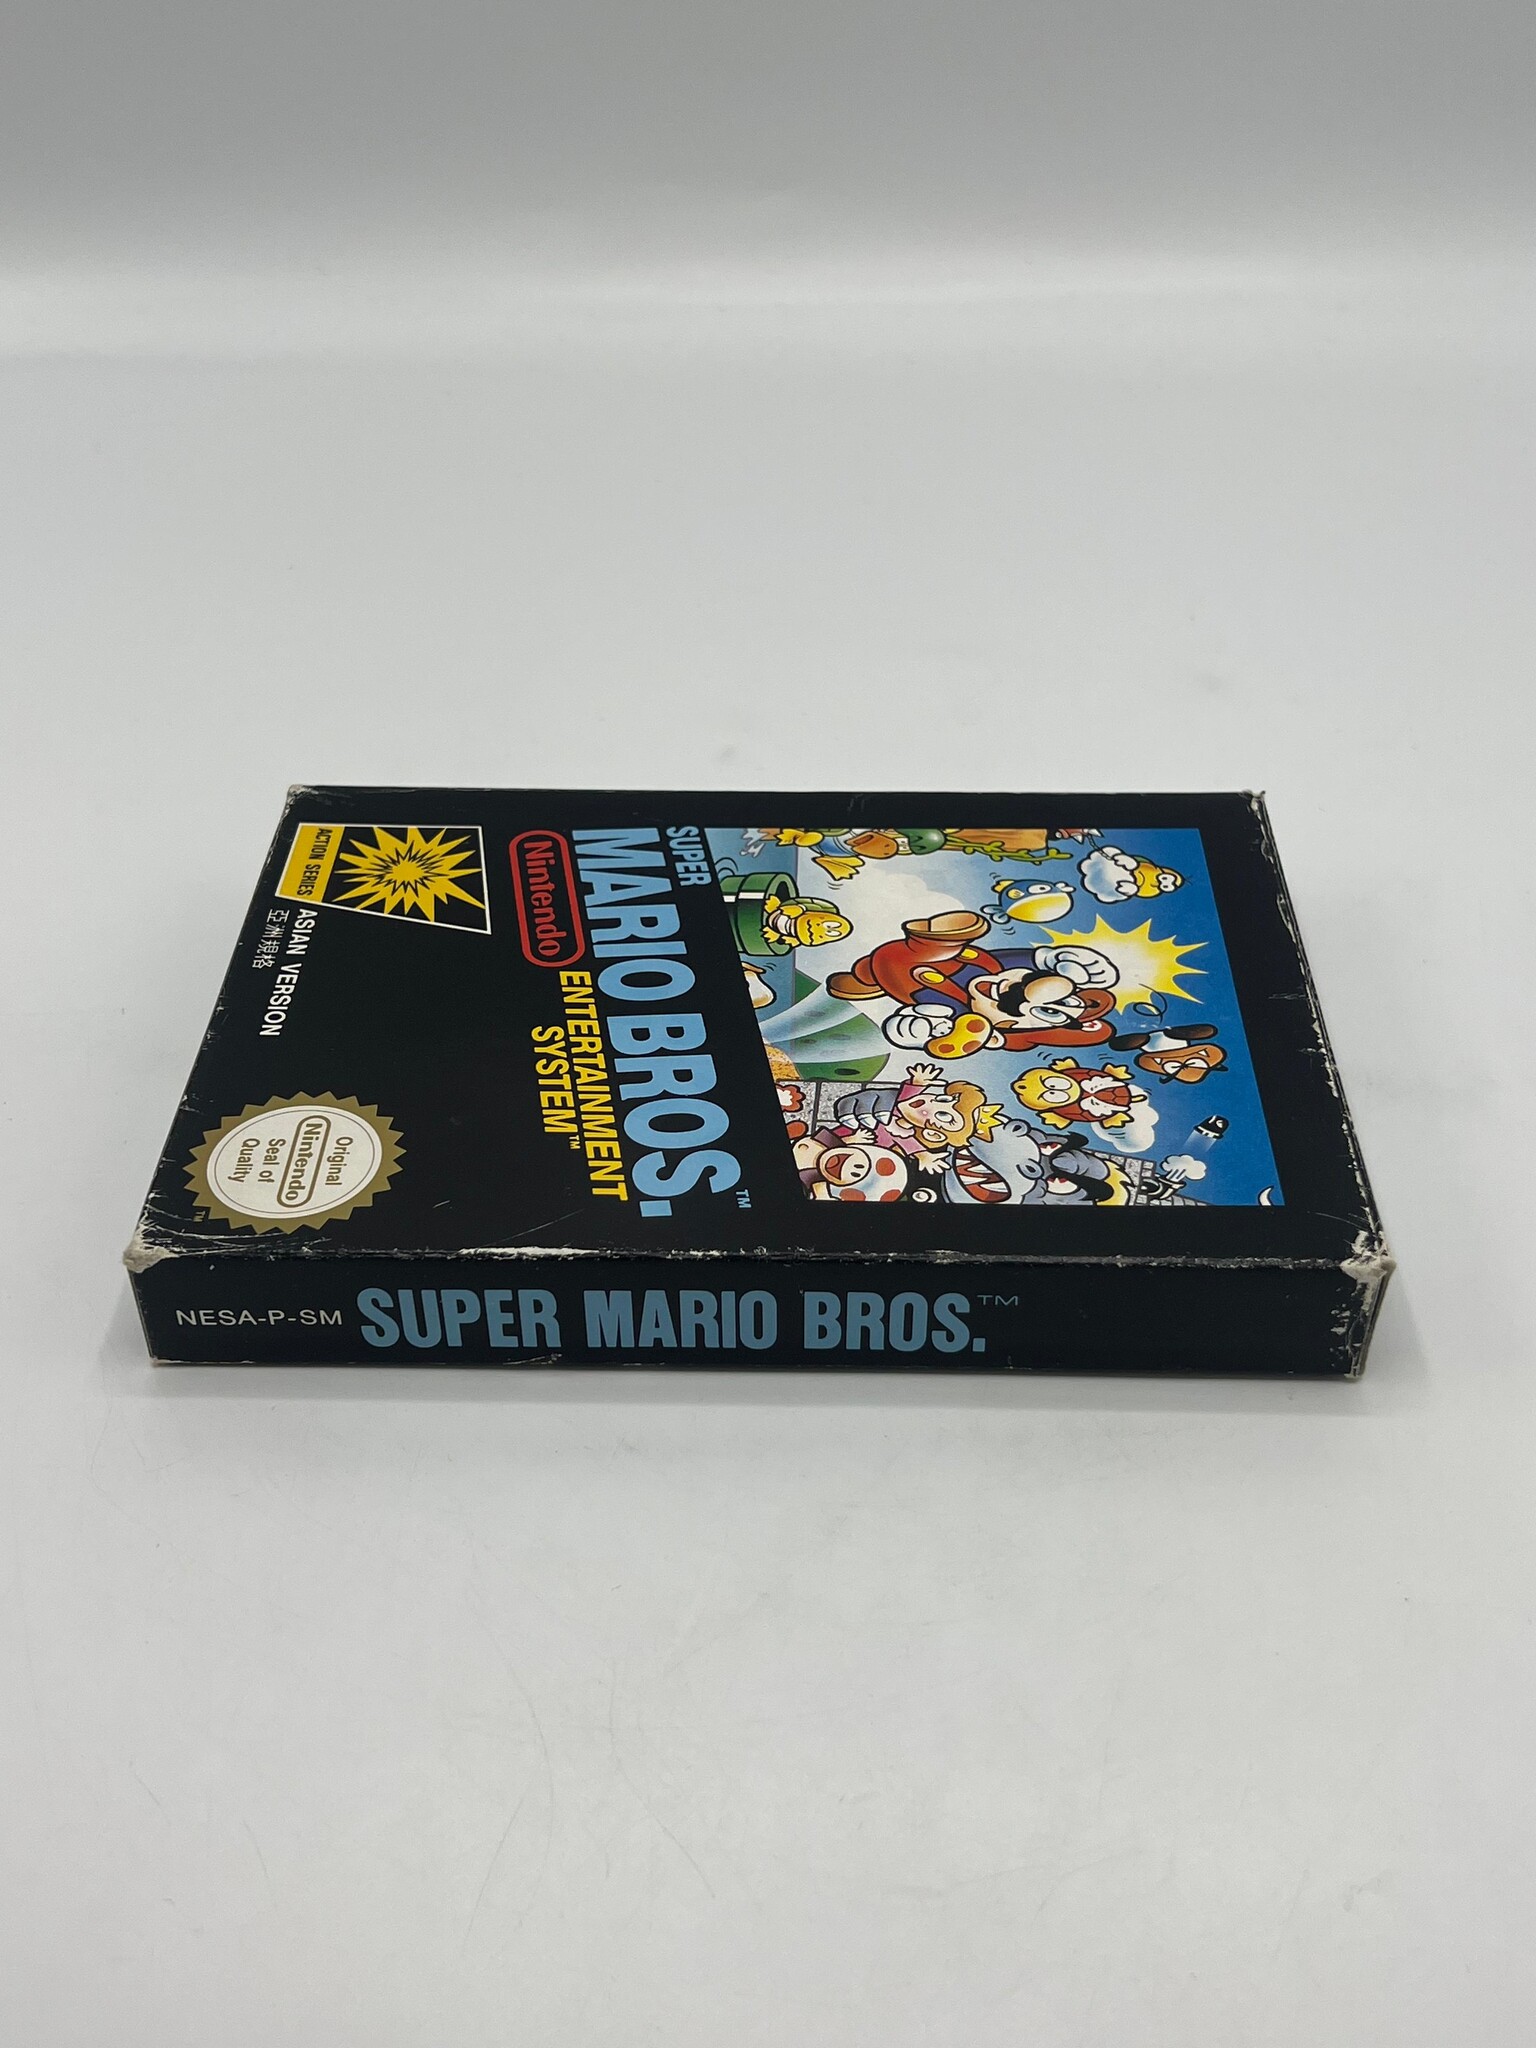 SUPER
MARIO BROS.™
Nintendo
ENTERTAINMENT
SYSTEM™
ACTION SERIES
ASIAN VERSION
亞洲規格
Original
Nintendo
Seal of
Quality
TM
NESA-P-SM SUPER MARIO BROS.™